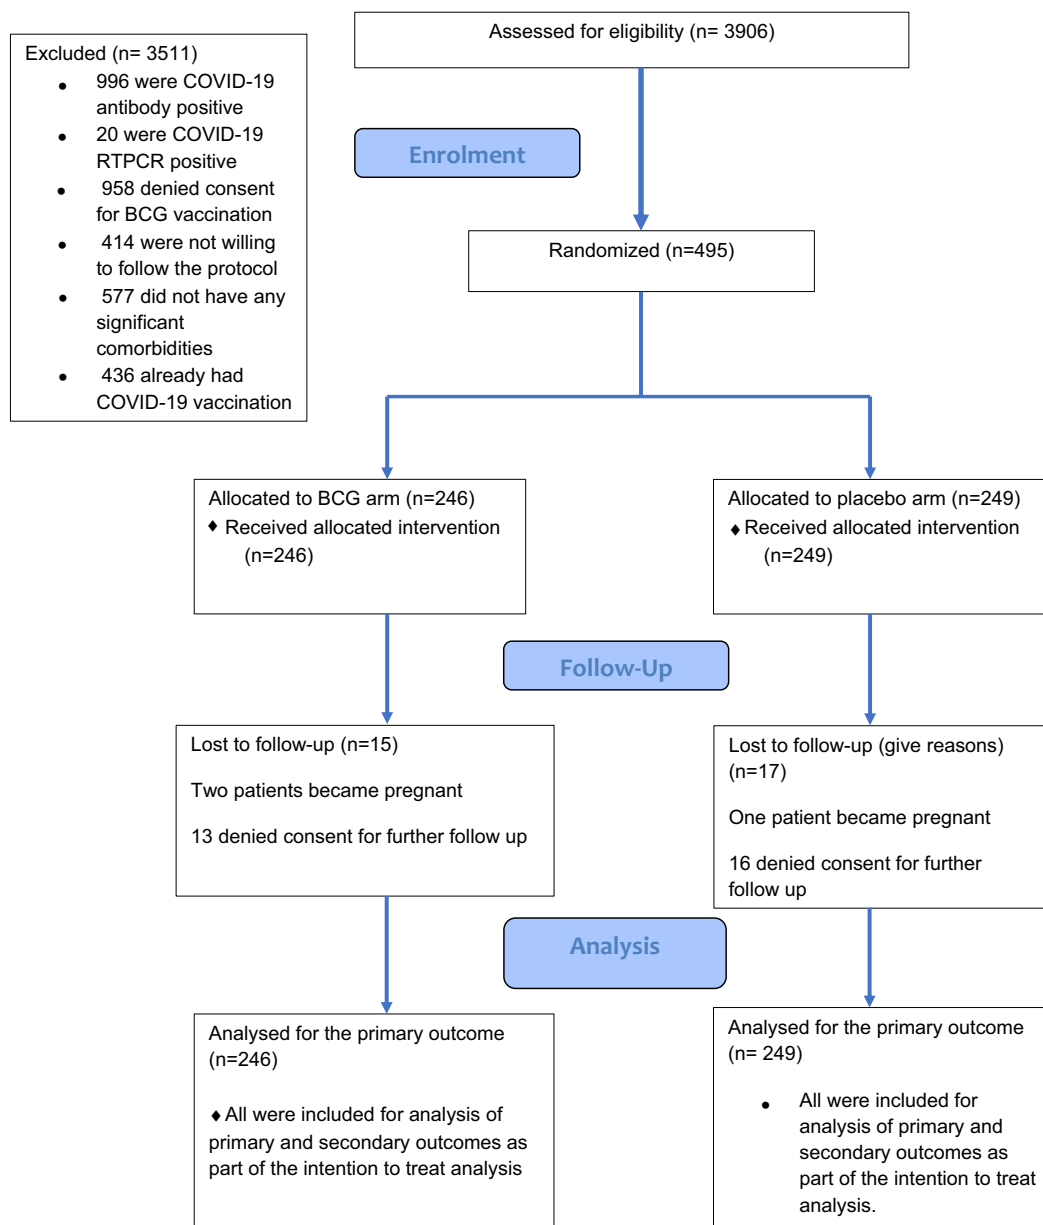 Assessed for eligibility (n= 3906)
Excluded (n= 3511)
• 996 were COVID-19
antibody positive
• 20 were COVID-19
RTPCR positive
• 958 denied consent
for BCG vaccination
• 414 were not willing
to follow the protocol
• 577 did not have any
significant
comorbidities
• 436 already had
COVID-19 vaccination
Enrolment
Randomized (n=495)
Allocated to BCG arm (n=246)
♦ Received allocated intervention
(n=246)
Allocated to placebo arm (n=249)
♦ Received allocated intervention
(n=249)
Follow-Up
Lost to follow-up (n=15)
Two patients became pregnant
13 denied consent for further follow up
Lost to follow-up (give reasons)
(n=17)
One patient became pregnant
16 denied consent for further
follow up
Analysis
Analysed for the primary outcome
(n=246)
♦ All were included for analysis of
primary and secondary outcomes as
part of the intention to treat analysis
Analysed for the primary outcome
(n= 249)
• All were included for
analysis of primary and
secondary outcomes as
part of the intention to treat
analysis.